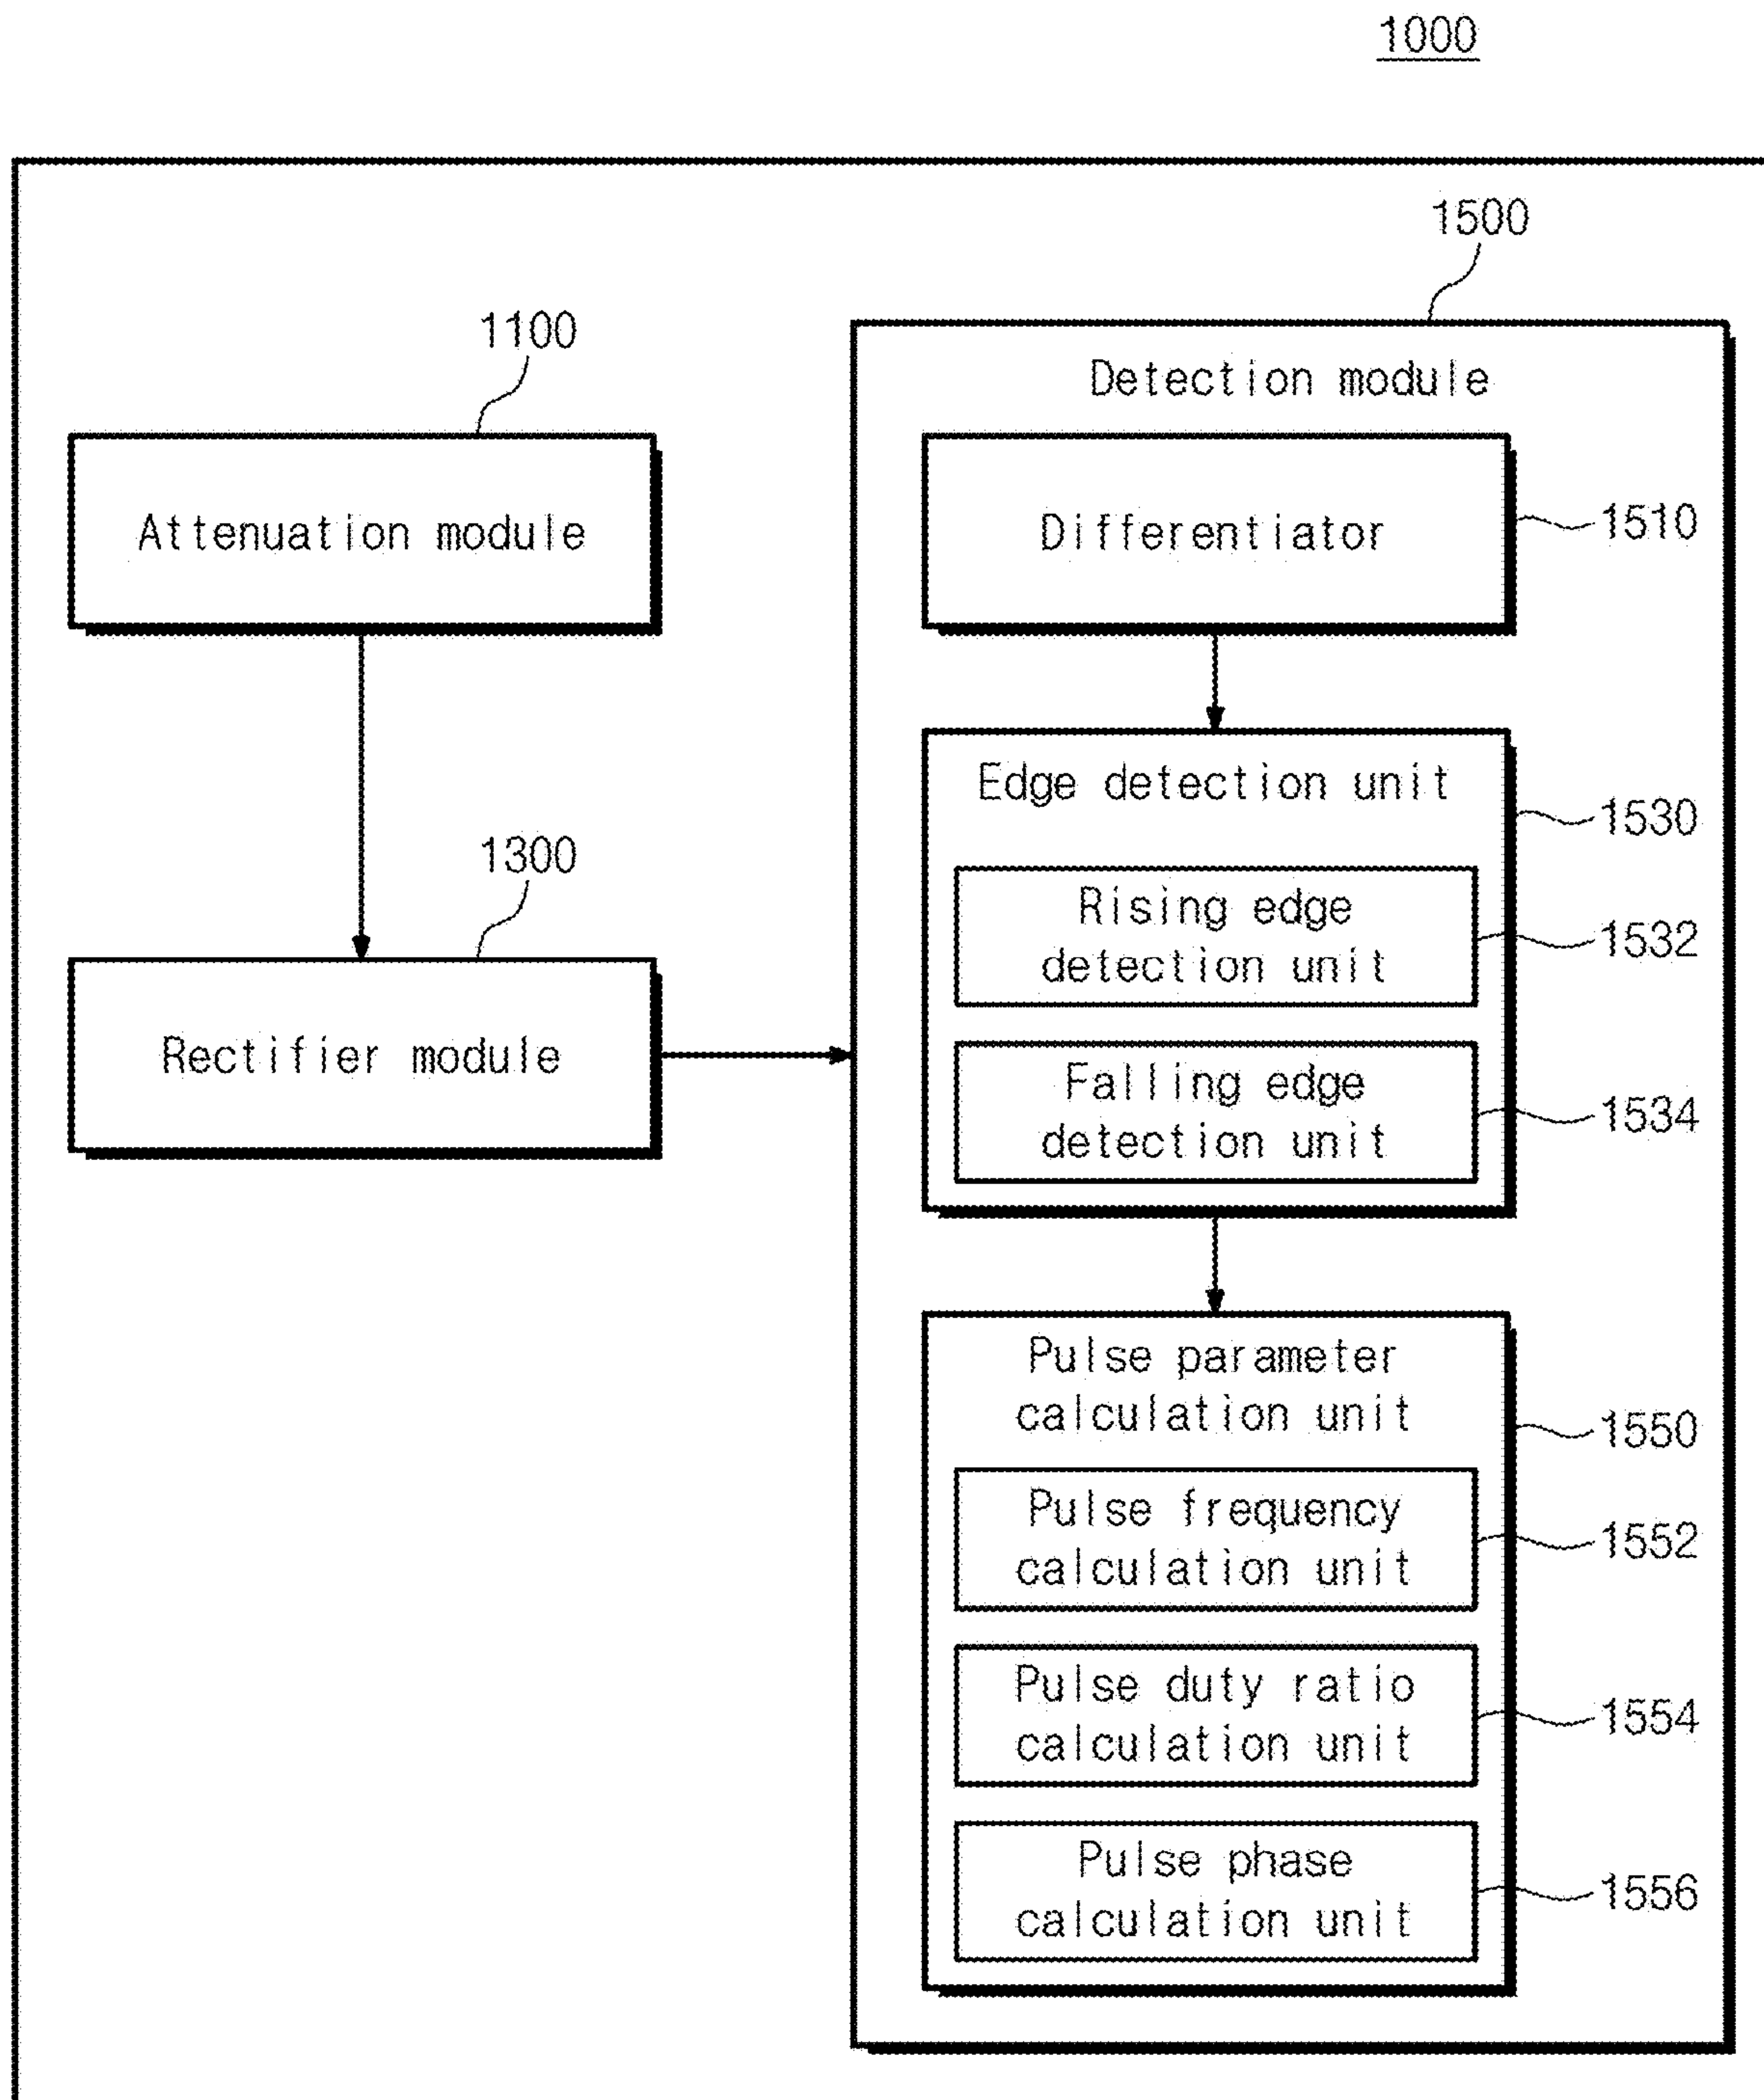 1000
1500
1100
Detection module
Attenuation module
Differentiator
1510
Edge detection unit
1530
1300
Rising edge
detection unit
1532
Rectifier module
Falling edge
detection unit
1534
Pulse parameter
calculation unit
1550
Pulse frequency
calculation unit
1552
Pulse duty ratio
calculation unit
1554
Pulse phase
calculation unit
1556